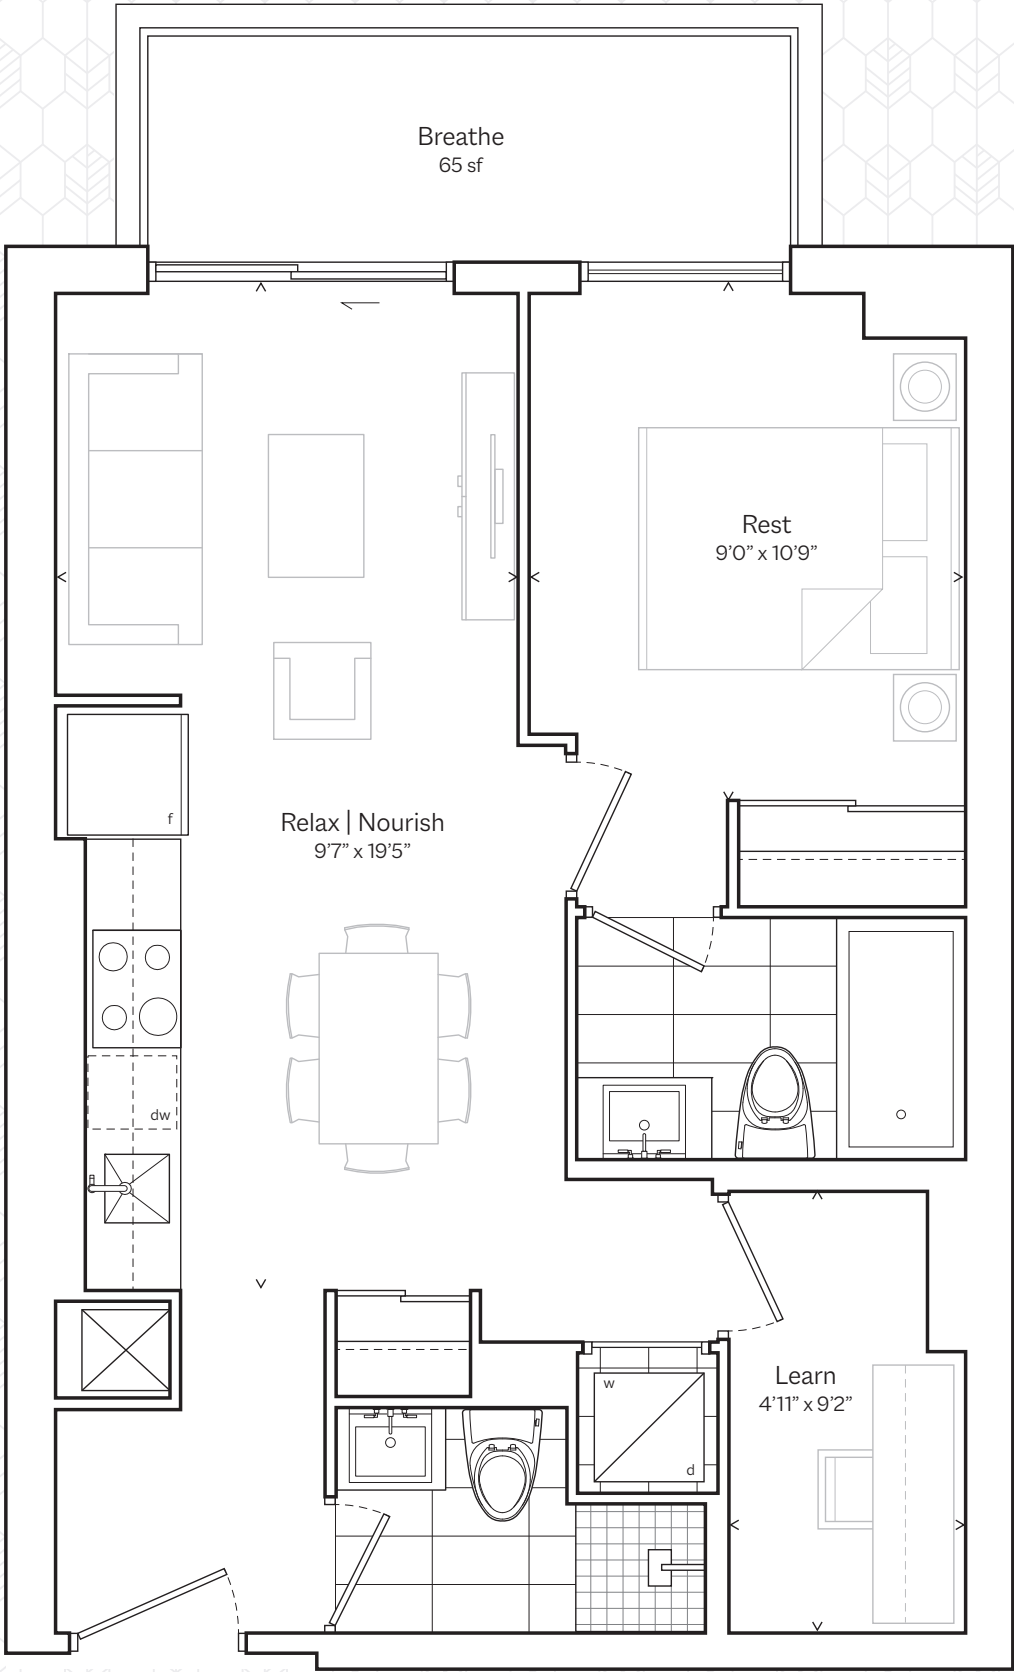 Breathe
65 sf
Rest
9’0” x 10’9”
f
Relax | Nourish
9’7” x 19’5”
dw
Learn
4’11” x 9’2”
w
d